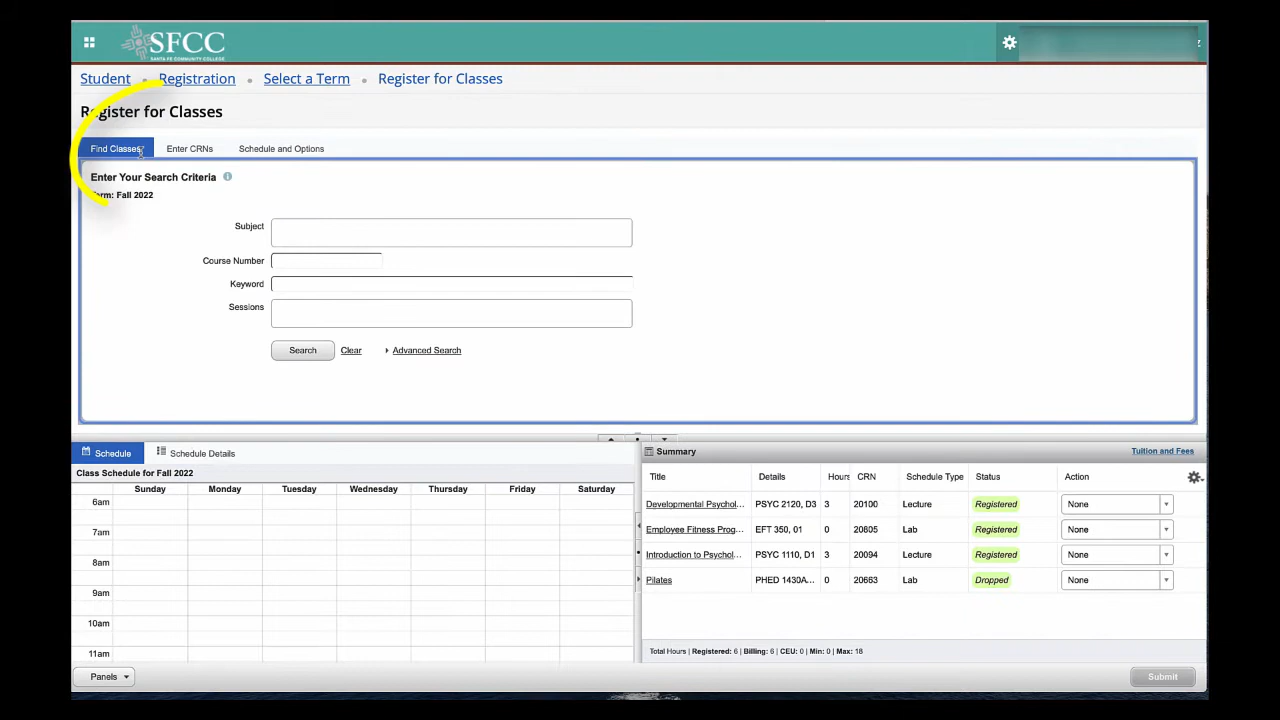 SFCC
SANTA FE COMMUNITY COLLEGE
Student • Registration • Select a Term • Register for Classes
Register for Classes
Find Classes Enter CRNs Schedule and Options
Enter Your Search Criteria
Term: Fall 2022
Subject
Course Number
Keyword
Sessions
Search Clear Advanced Search
Schedule Schedule Details
Class Schedule for Fall 2022
Sunday Monday Tuesday Wednesday Thursday Friday Saturday
6am
7am
8am
9am
10am
11am
Summary Tuition and Fees
Title Details Hours CRN Schedule Type Status Action
Developmental Psychol... PSYC 2120, D3 3 20100 Lecture Registered None
Employee Fitness Prog... EFT 350, 01 0 20605 Lab Registered None
Introduction to Psychol... PSYC 1110, D1 3 20094 Lecture Registered None
Pilates PHED 1430A... 0 20663 Lab Dropped None
Total Hours | Registered: 6 | Billing: 6 | CEU: 0 | Min: 0 | Max: 18
Panels Submit